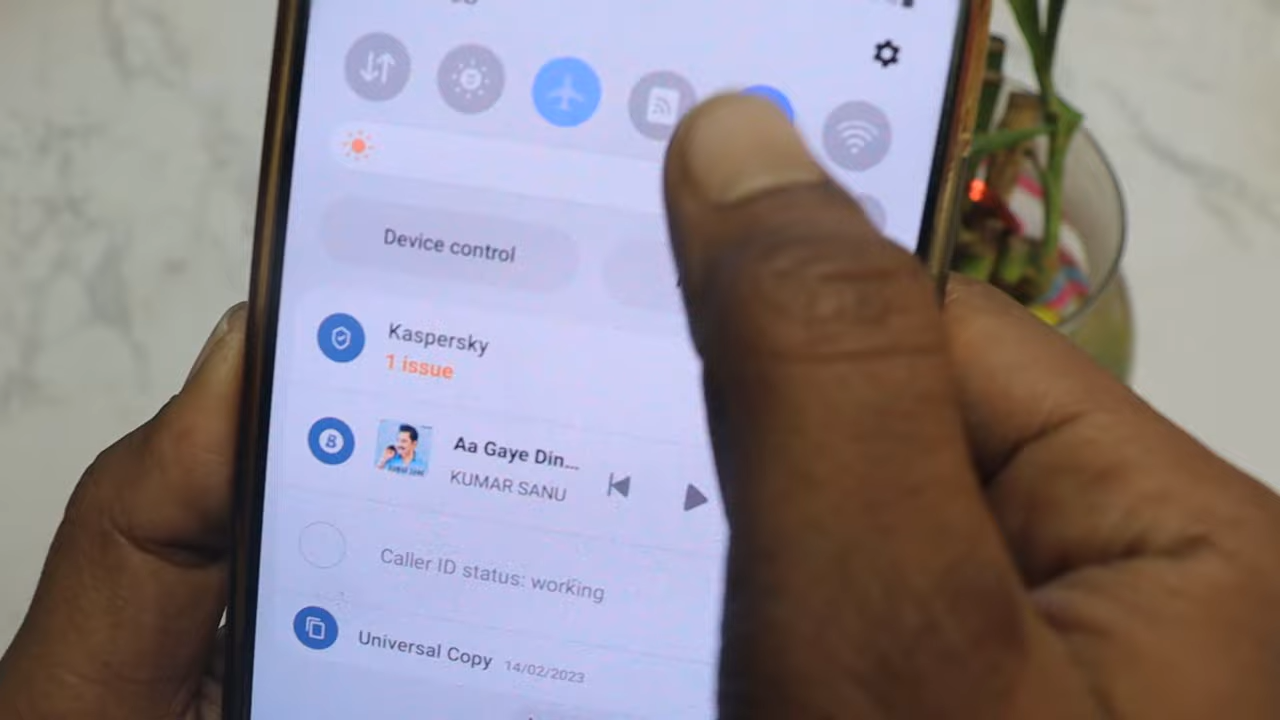 Device control
Kaspersky
1 issue
Aa Gaye Din...
KUMAR SANU
Caller ID status: working
Universal Copy 14/02/2023